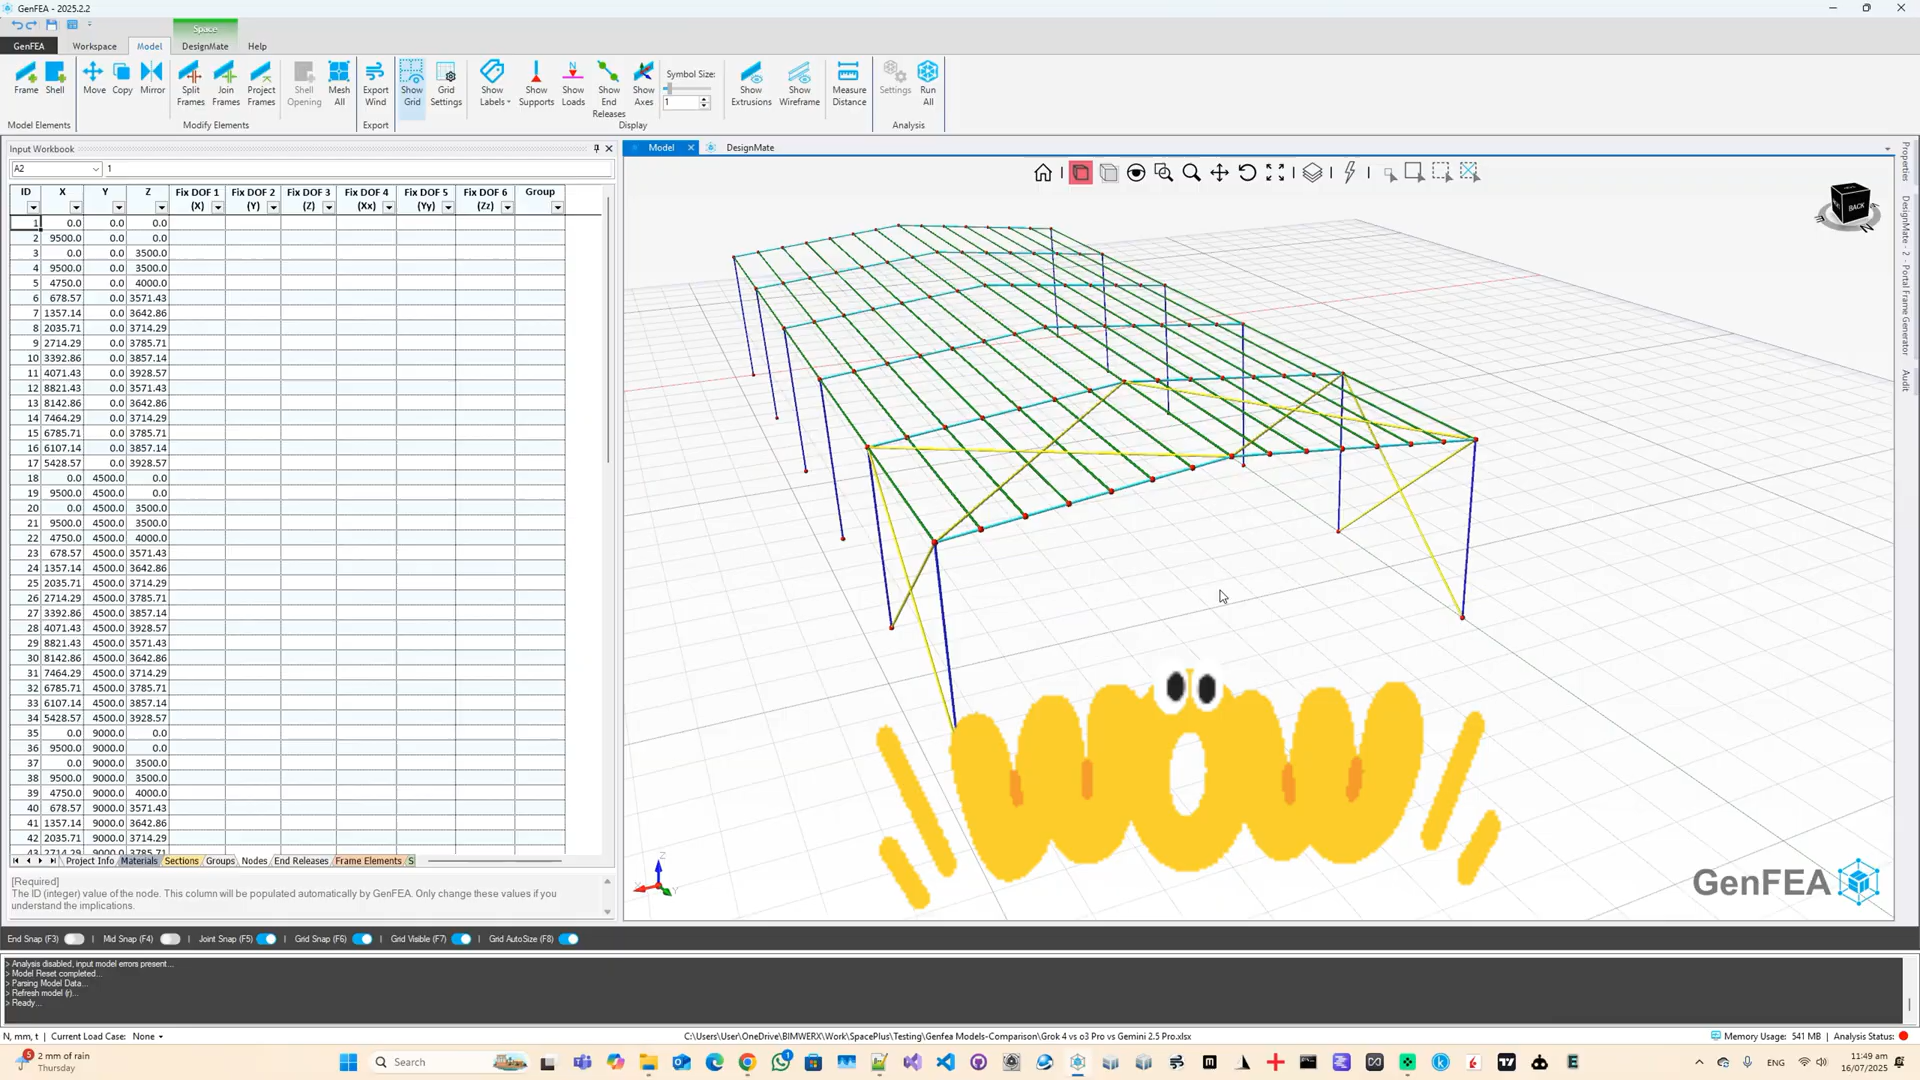 GenFEA - 2025.2.2
Space
GenFEA Workspace Model DesignMate Help
Frame Shell Move Copy Mirror Split Frames Join Frames Project Frames Shell Opening Mesh All Export Wind Show Grid Grid Settings Show Labels Show Supports Show Loads Show End Releases Show Axes Symbol Size: 1 Show Extrusions Show Wireframe Measure Distance Settings Run All
Model Elements Modify Elements Export Display Analysis
Input Workbook
A2 1
Model DesignMate
ID X Y Z Fix DOF 1 (X) Fix DOF 2 (Y) Fix DOF 3 (Z) Fix DOF 4 (Xx) Fix DOF 5 (Yy) Fix DOF 6 (Zz) Group
1 0.0 0.0 0.0
2 9500.0 0.0 0.0
3 0.0 0.0 3500.0
4 9500.0 0.0 3500.0
5 4750.0 0.0 4000.0
6 678.57 0.0 3571.43
7 1357.14 0.0 3642.86
8 2035.71 0.0 3714.29
9 2714.29 0.0 3785.71
10 3392.86 0.0 3857.14
11 4071.43 0.0 3928.57
12 8821.43 0.0 3571.43
13 8142.86 0.0 3642.86
14 7464.29 0.0 3714.29
15 6785.71 0.0 3785.71
16 6107.14 0.0 3857.14
17 5428.57 0.0 3928.57
18 0.0 4500.0 0.0
19 9500.0 4500.0 0.0
20 0.0 4500.0 3500.0
21 9500.0 4500.0 3500.0
22 4750.0 4500.0 4000.0
23 678.57 4500.0 3571.43
24 1357.14 4500.0 3642.86
25 2035.71 4500.0 3714.29
26 2714.29 4500.0 3785.71
27 3392.86 4500.0 3857.14
28 4071.43 4500.0 3928.57
29 8821.43 4500.0 3571.43
30 8142.86 4500.0 3642.86
31 7464.29 4500.0 3714.29
32 6785.71 4500.0 3785.71
33 6107.14 4500.0 3857.14
34 5428.57 4500.0 3928.57
35 0.0 9000.0 0.0
36 9500.0 9000.0 0.0
37 0.0 9000.0 3500.0
38 9500.0 9000.0 3500.0
39 4750.0 9000.0 4000.0
40 678.57 9000.0 3571.43
41 1357.14 9000.0 3642.86
42 2035.71 9000.0 3714.29
43 2714.29 9000.0 3785.71
Project Info Materials Sections Groups Nodes End Releases Frame Elements S
[Required]
The ID (integer) value of the node. This column will be populated automatically by GenFEA. Only change these values if you
understand the implications.
BACK
N
Properties
DesignMate - 2 - Portal Frame Generator
Audit
WOW
GenFEA
Z
Y
End Snap (F3) Mid Snap (F4) Joint Snap (F5) Grid Snap (F6) Grid Visible (F7) Grid AutoSize (F8)
> Analysis disabled, input model errors present...
> Model Reset completed...
> Parsing Model Data...
> Refresh model (r)...
> Ready...
N, mm, t Current Load Case: None C:\Users\User\OneDrive\BIMWERX\Work\SpacePlus\Testing\Genfea Models-Comparison\Grok 4 vs o3 Pro vs Gemini 2.5 Pro.xlsx Memory Usage: 541 MB Analysis Status:
5 2 mm of rain
Thursday
Search
1
ENG
11:49 am
16/07/2025